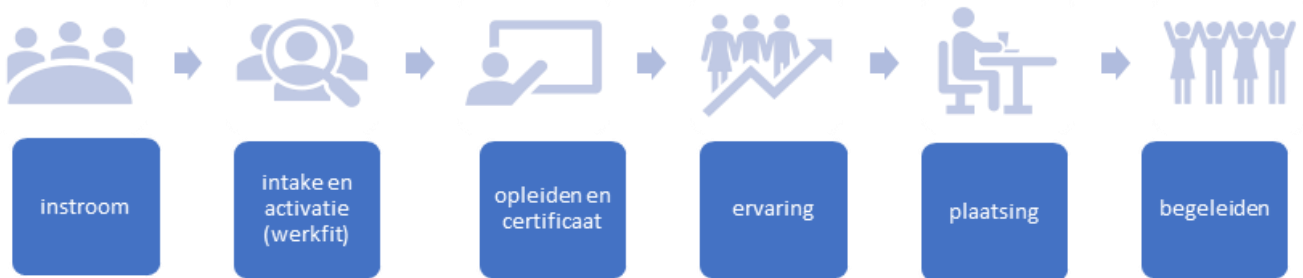 instroom
intake en
activatie
(werkfit)
opleiden en
certificaat
ervaring
plaatsing
begeleiden